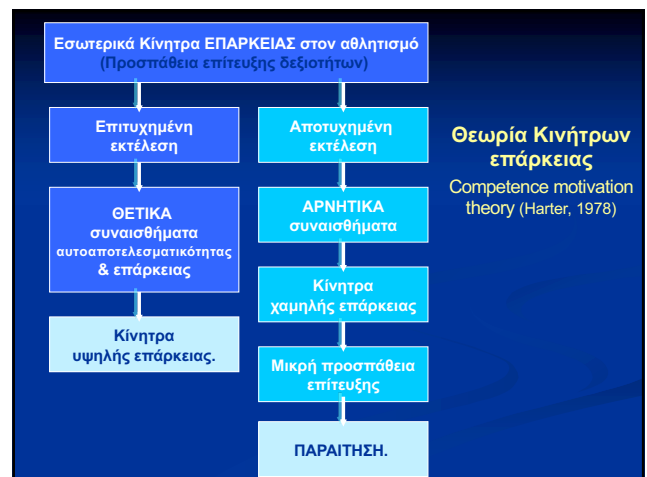 Εσωτερικά Κίνητρα ΕΠΑΡΚΕΙΑΣ στον αθλητισμό
(Προσπάθεια επίτευξης δεξιοτήτων)
Επιτυχημένη
εκτέλεση
ΘΕΤΙΚΑ
συναισθήματα
αυτοαποτελεσματικότητας
& επάρκειας
Κίνητρα
υψηλής επάρκειας.
Αποτυχημένη
εκτέλεση
ΑΡΝΗΤΙΚΑ
συναισθήματα
Κίνητρα
χαμηλής επάρκειας
Μικρή προσπάθεια
επίτευξης
ΠΑΡΑΙΤΗΣΗ.
Θεωρία Κινήτρων
επάρκειας
Competence motivation
theory (Harter, 1978)